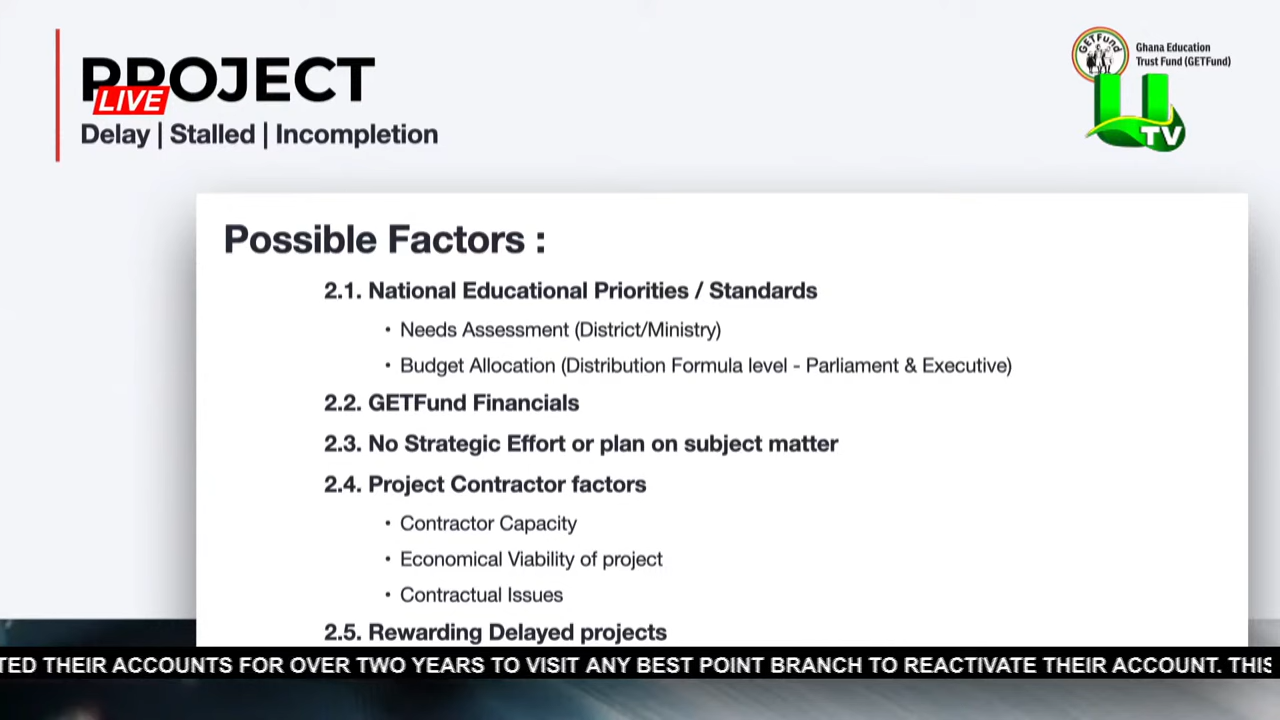 PROJECT
LIVE
Delay | Stalled | Incompletion
GETFund
Ghana Education
Trust Fund (GETFund)
UTV
Possible Factors :
2.1. National Educational Priorities / Standards
• Needs Assessment (District/Ministry)
• Budget Allocation (Distribution Formula level - Parliament & Executive)
2.2. GETFund Financials
2.3. No Strategic Effort or plan on subject matter
2.4. Project Contractor factors
• Contractor Capacity
• Economical Viability of project
• Contractual Issues
2.5. Rewarding Delayed projects
TED THEIR ACCOUNTS FOR OVER TWO YEARS TO VISIT ANY BEST POINT BRANCH TO REACTIVATE THEIR ACCOUNT. THIS